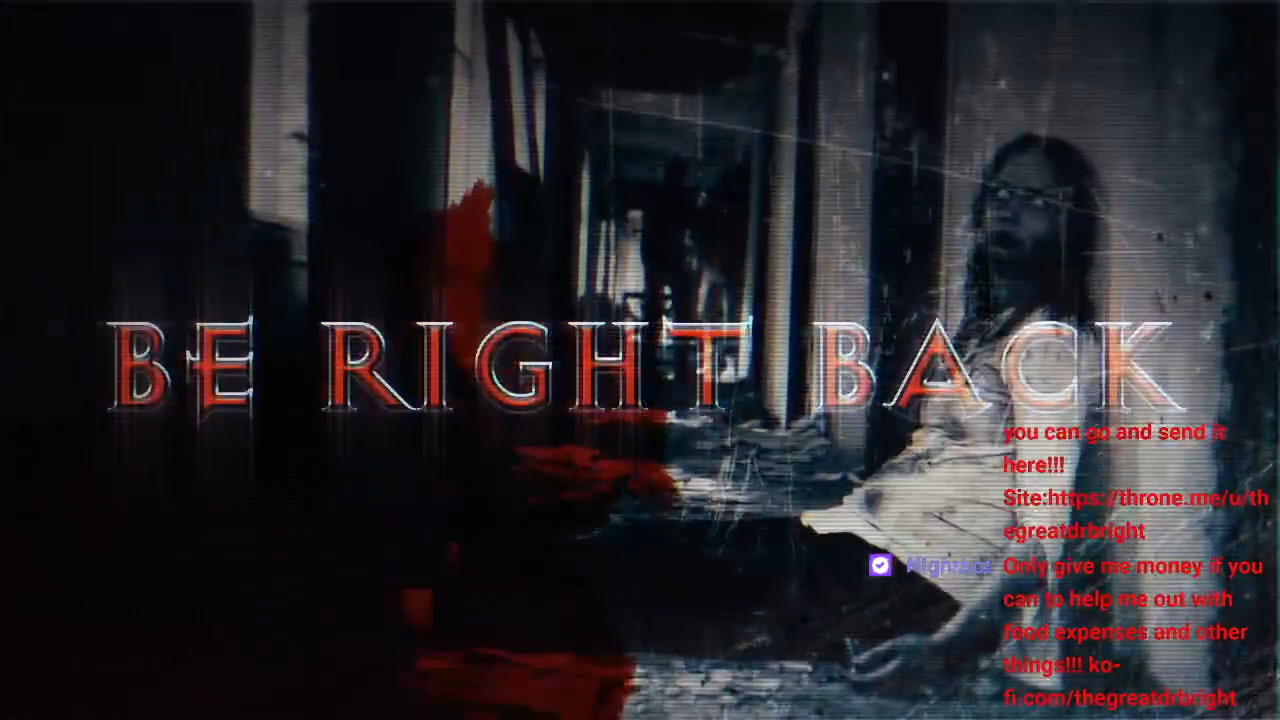 BE RIGHT BACK
you can go and send it
here!!!
Site:https://throne.me/u/th
egreatdrbright
Nightbot Only give me money if you
can to help me out with
food expenses and other
things!!! ko-
fi.com/thegreatdrbright